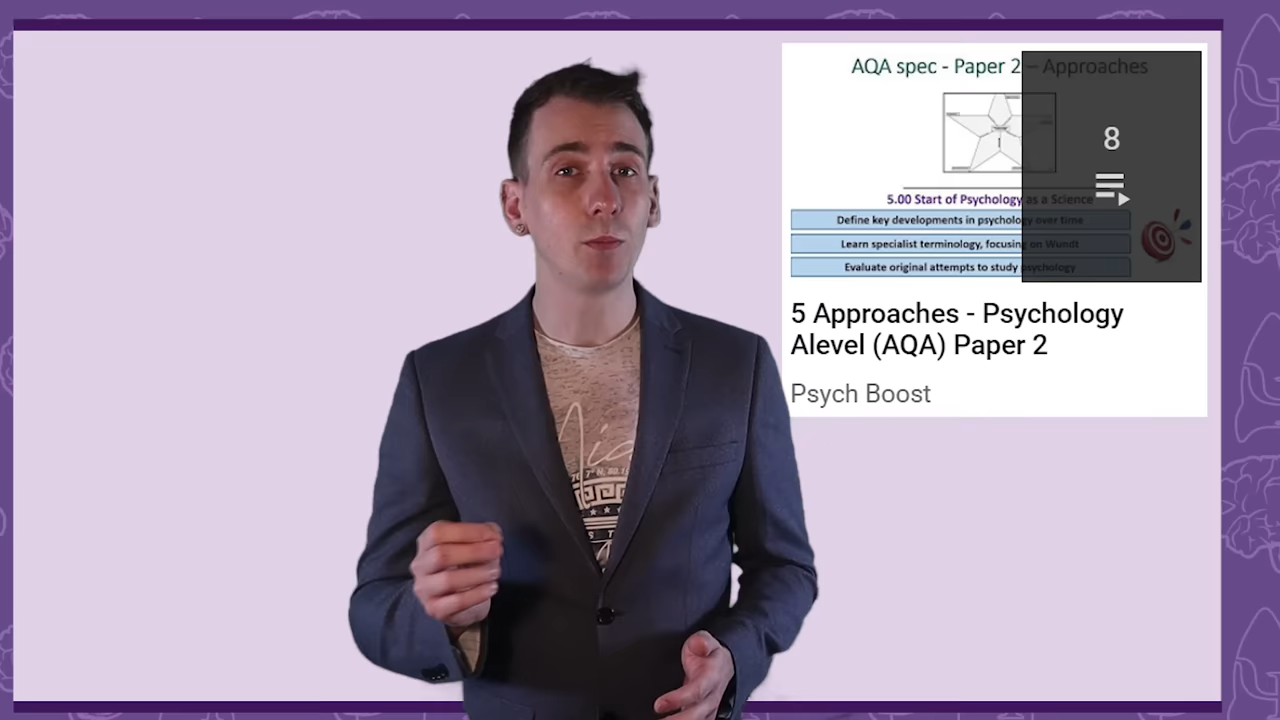 AQA spec - Paper 2 – Approaches
8
5.00 Start of Psychology as a Science
Define key developments in psychology over time
Learn specialist terminology, focusing on Wundt
Evaluate original attempts to study psychology
5 Approaches - Psychology
Alevel (AQA) Paper 2
Psych Boost